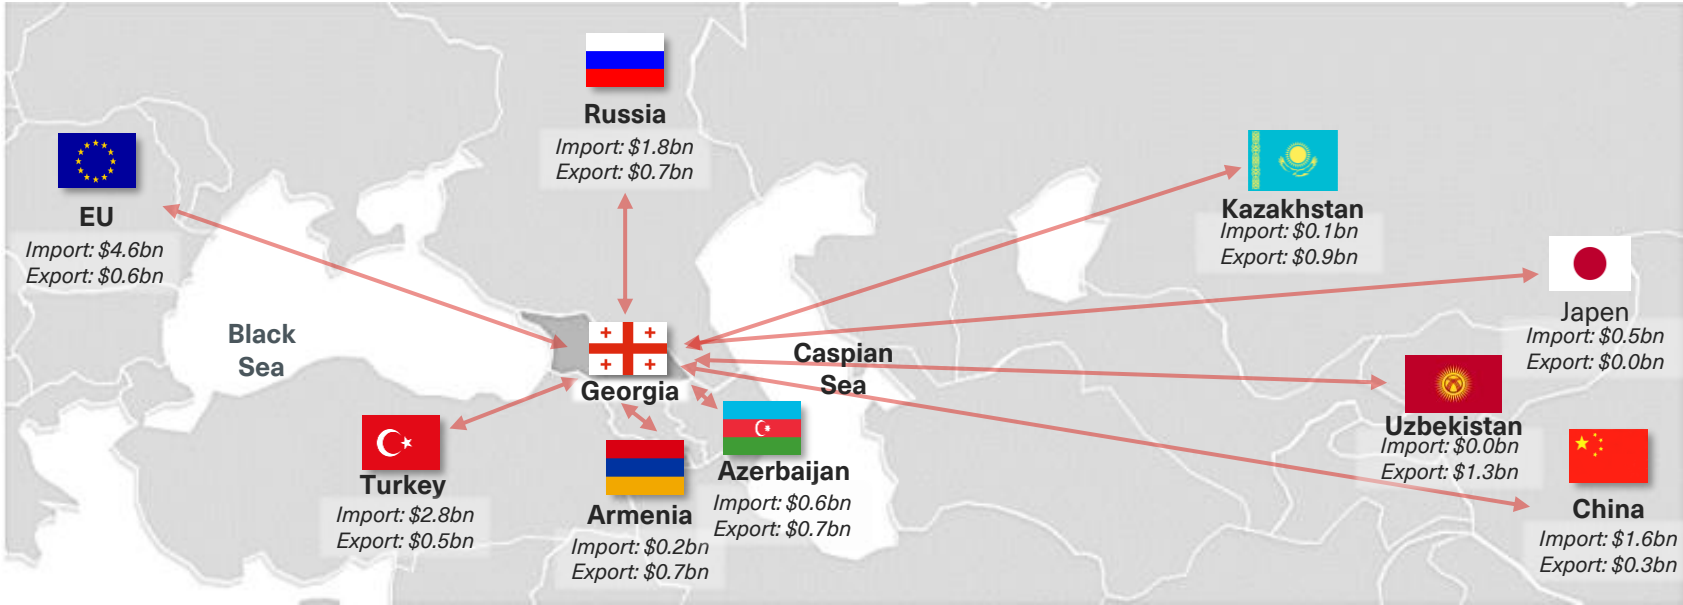 Russia
Import: $1.8bn
Export: $0.7bn
EU
Import: $4.6bn
Export: $0.6bn
Kazakhstan
Import: $0.1bn
Export: $0.9bn
Japen
Import: $0.5bn
Export: $0.0bn
Black
Sea
Caspian
Sea
Georgia
Uzbekistan
Import: $0.0bn
Export: $1.3bn
Turkey
Import: $2.8bn
Export: $0.5bn
Armenia
Import: $0.2bn
Export: $0.7bn
Azerbaijan
Import: $0.6bn
Export: $0.7bn
China
Import: $1.6bn
Export: $0.3bn